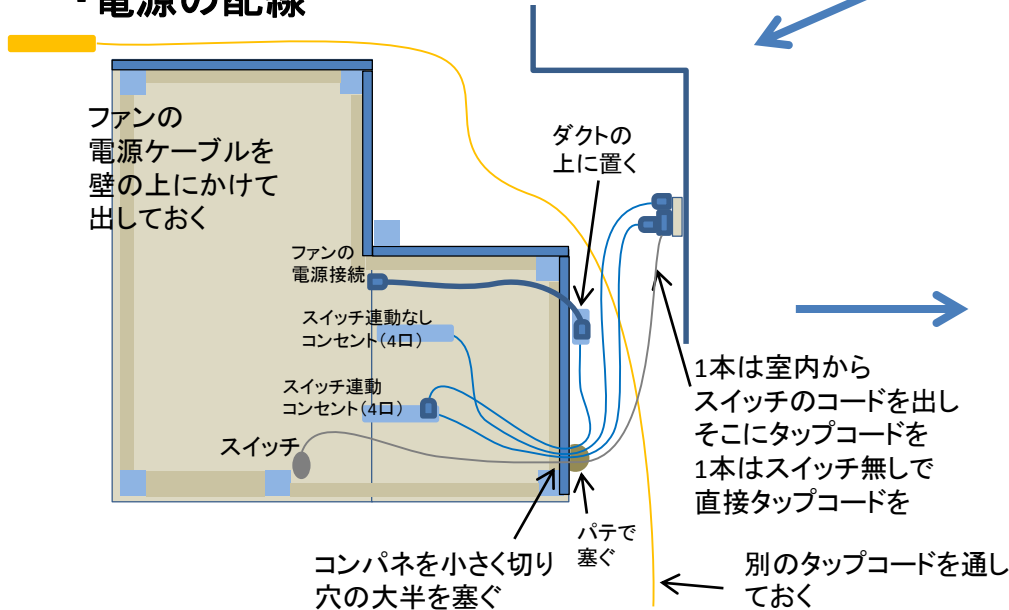 ・電源の配線
ファンの
電源ケーブルを
壁の上にかけて
出しておく
ダクトの
上に置く
ファンの
電源接続
スイッチ連動なし
コンセント（4口）
スイッチ連動
コンセント（4口）
スイッチ
1本は室内から
スイッチのコードを出し
そこにタップコードを
1本はスイッチ無しで
直接タップコードを
パテで
塞ぐ
コンパネを小さく切り
穴の大半を塞ぐ
別のタップコードを通し
ておく